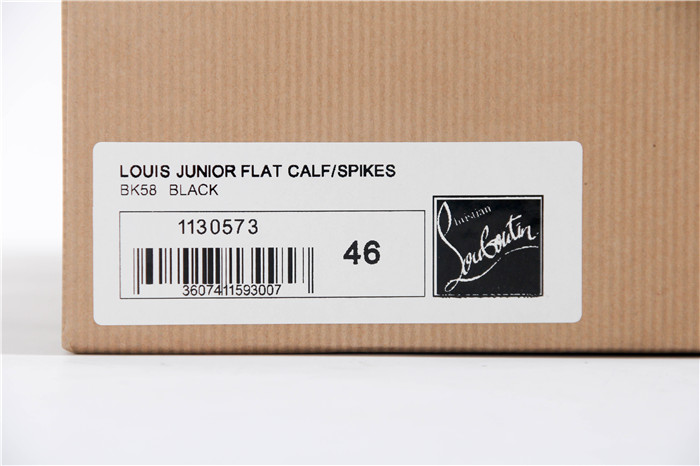 LOUIS JUNIOR FLAT CALF/SPIKES
BK58 BLACK
1130573
46
3607411593007
Christian
Louboutin